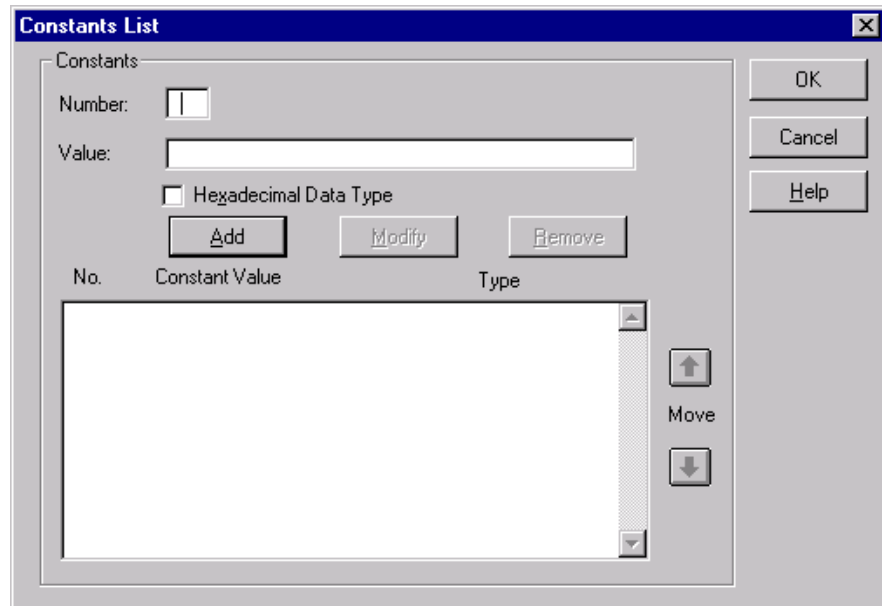 Constants List
Constants
Number:
Value:
Hexadecimal Data Type
Add
Modify
Remove
No. Constant Value Type
Move
OK
Cancel
Help